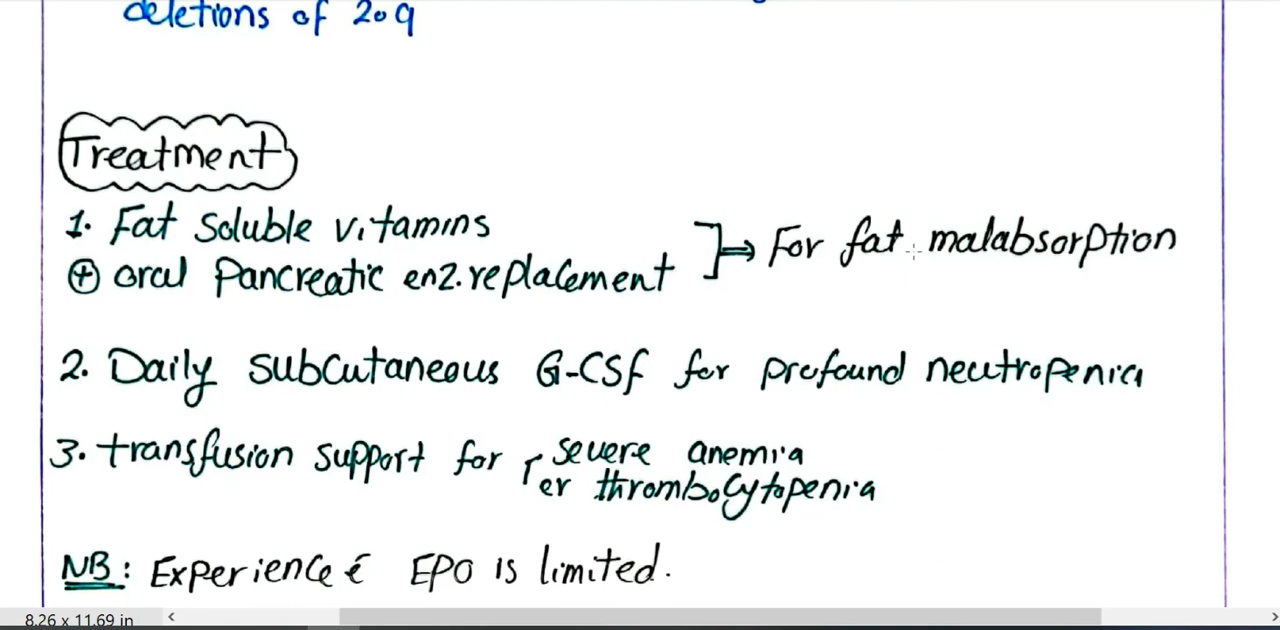 deletions of 20q
Treatment
1. Fat soluble vitamins
⊕ oral Pancreatic enz. replacement ]⇒ For fat malabsorption
2. Daily subcutaneous G-CSF for profound neutropenia
3. transfusion support for severe anemia
or thrombocytopenia
NB: Experience c̄ EPO is limited.
8.26 x 11.69 in